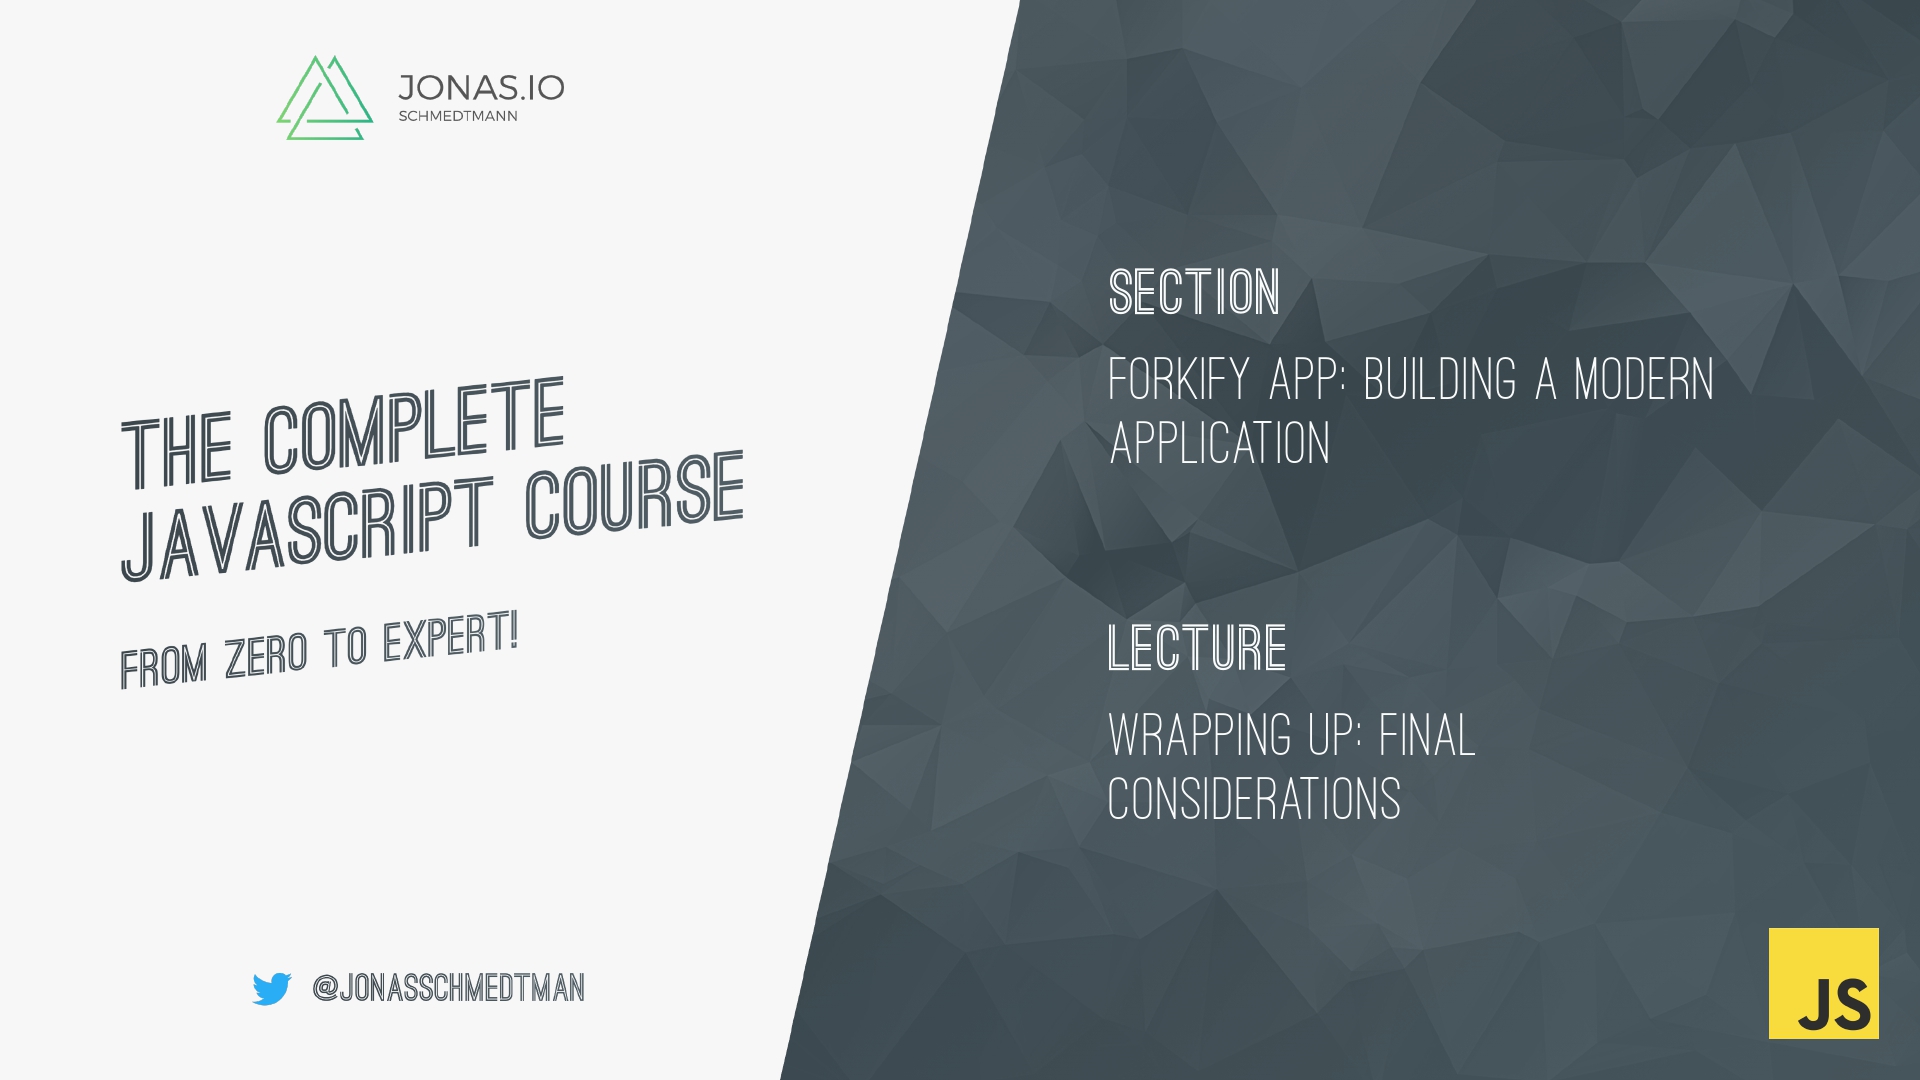 JONAS.IO
SCHMEDTMANN
THE COMPLETE
JAVASCRIPT COURSE
FROM ZERO TO EXPERT!
@JONASSCHMEDTMAN
SECTION
FORKIFY APP: BUILDING A MODERN
APPLICATION
LECTURE
WRAPPING UP: FINAL
CONSIDERATIONS
JS